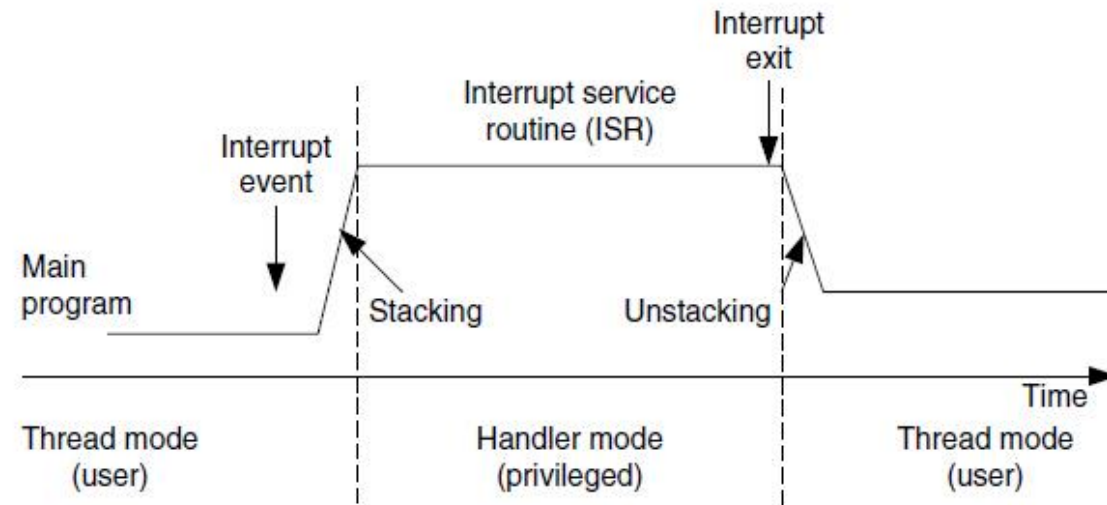 Interrupt
exit
Interrupt service
routine (ISR)
Interrupt
event
Main
program
Stacking
Unstacking
Time
Thread mode
(user)
Handler mode
(privileged)
Thread mode
(user)